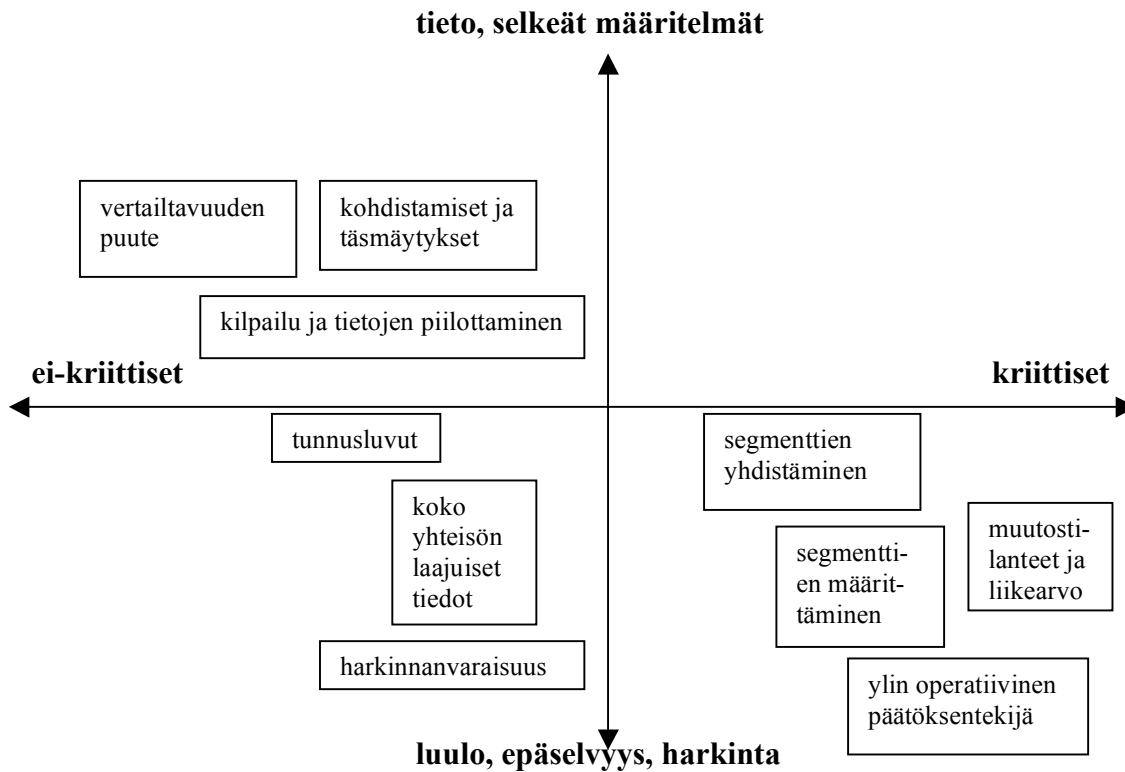 tieto, selkeät määritelmät
vertailtavuuden
puute
kohdistamiset ja
täsmäytykset
kilpailu ja tietojen piilottaminen
ei-kriittiset
kriittiset
tunnusluvut
segmenttien
yhdistäminen
koko
yhteisön
laajuiset
tiedot
muutosti-
lanteet ja
liikearvo
segmentti-
en määrit-
täminen
harkinnanvaraisuus
ylin operatiivinen
päätöksentekijä
luulo, epäselvyys, harkinta